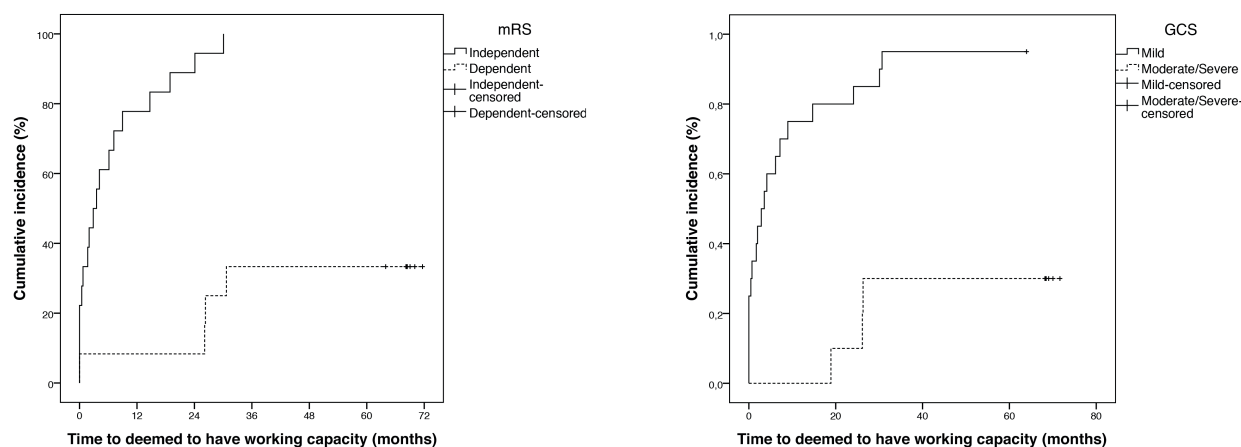 mRS
Independent
Dependent
Independent-
censored
Dependent-censored
Cumulative incidence (%)
100
80
60
40
20
0
0 12 24 36 48 60 72
Time to deemed to have working capacity (months)
GCS
Mild
Moderate/Severe
Mild-censored
Moderate/Severe-
censored
Cumulative incidence (%)
1,0
0,8
0,6
0,4
0,2
0,0
0 20 40 60 80
Time to deemed to have working capacity (months)